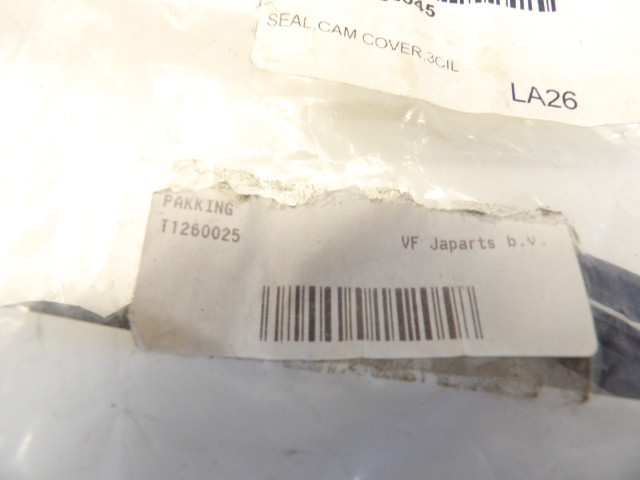 SEAL,CAM COVER,3CIL
LA26
PAKKING
T1260025
VF Japarts b.v.